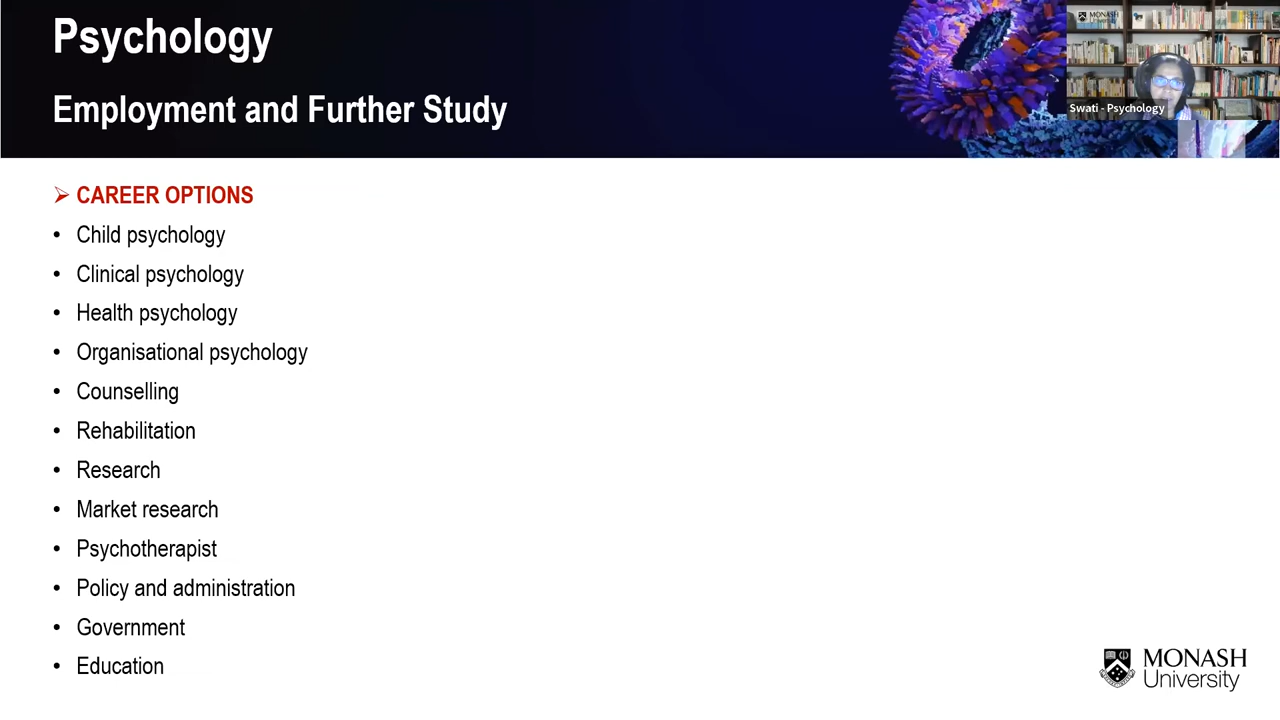 Psychology
Employment and Further Study
MONASH
Swati - Psychology
➢ CAREER OPTIONS
• Child psychology
• Clinical psychology
• Health psychology
• Organisational psychology
• Counselling
• Rehabilitation
• Research
• Market research
• Psychotherapist
• Policy and administration
• Government
• Education
MONASH
University